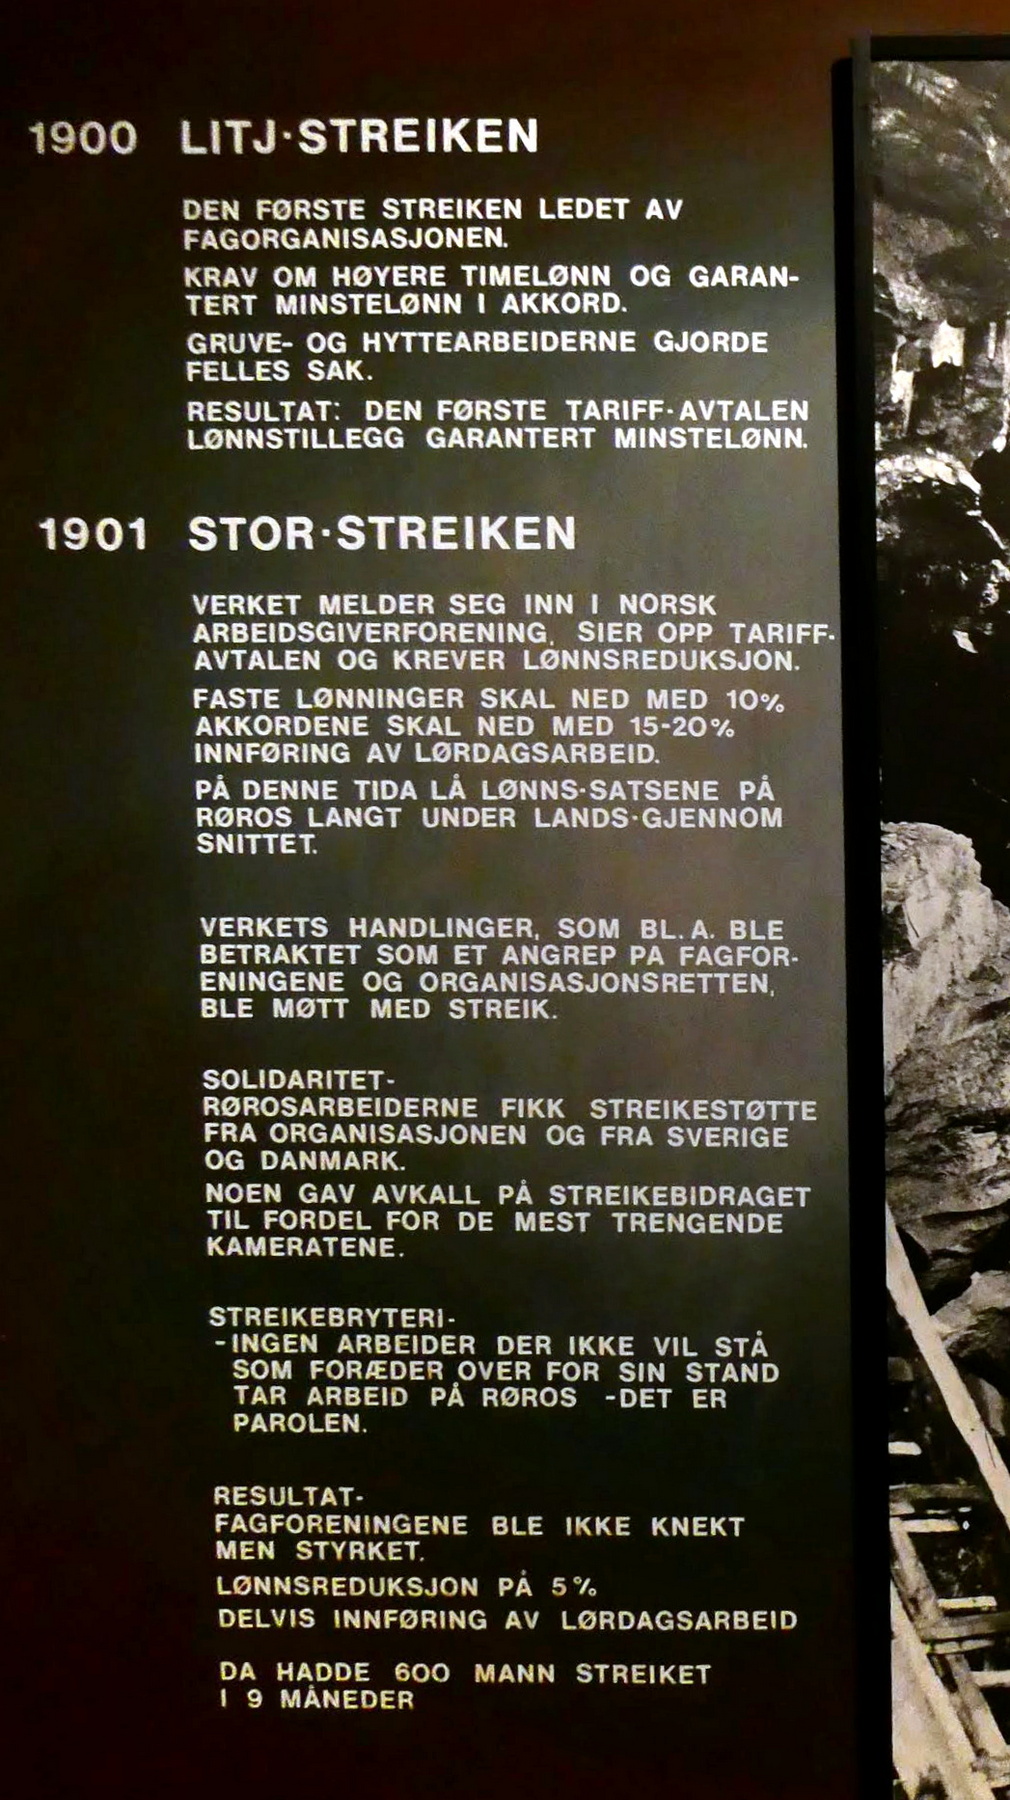 1900 LITJ·STREIKEN
DEN FØRSTE STREIKEN LEDET AV
FAGORGANISASJONEN.
KRAV OM HØYERE TIMELØNN OG GARAN-
TERT MINSTELØNN I AKKORD.
GRUVE- OG HYTTEARBEIDERNE GJORDE
FELLES SAK.
RESULTAT: DEN FØRSTE TARIFF·AVTALEN
LØNNSTILLEGG GARANTERT MINSTELØNN.
1901 STOR·STREIKEN
VERKET MELDER SEG INN I NORSK
ARBEIDSGIVERFORENING, SIER OPP TARIFF-
AVTALEN OG KREVER LØNNSREDUKSJON.
FASTE LØNNINGER SKAL NED MED 10%
AKKORDENE SKAL NED MED 15-20%
INNFØRING AV LØRDAGSARBEID.
PÅ DENNE TIDA LÅ LØNNS·SATSENE PÅ
RØROS LANGT UNDER LANDS·GJENNOM
SNITTET.
VERKETS HANDLINGER, SOM BL. A. BLE
BETRAKTET SOM ET ANGREP PA FAGFOR-
ENINGENE OG ORGANISASJONSRETTEN,
BLE MØTT MED STREIK.
SOLIDARITET-
RØROSARBEIDERNE FIKK STREIKESTØTTE
FRA ORGANISASJONEN OG FRA SVERIGE
OG DANMARK.
NOEN GAV AVKALL PÅ STREIKEBIDRAGET
TIL FORDEL FOR DE MEST TRENGENDE
KAMERATENE.
STREIKEBRYTERI-
-INGEN ARBEIDER DER IKKE VIL STÅ
SOM FORÆDER OVER FOR SIN STAND
TAR ARBEID PÅ RØROS -DET ER
PAROLEN.
RESULTAT-
FAGFORENINGENE BLE IKKE KNEKT
MEN STYRKET.
LØNNSREDUKSJON PÅ 5%
DELVIS INNFØRING AV LØRDAGSARBEID
DA HADDE 600 MANN STREIKET
I 9 MÅNEDER